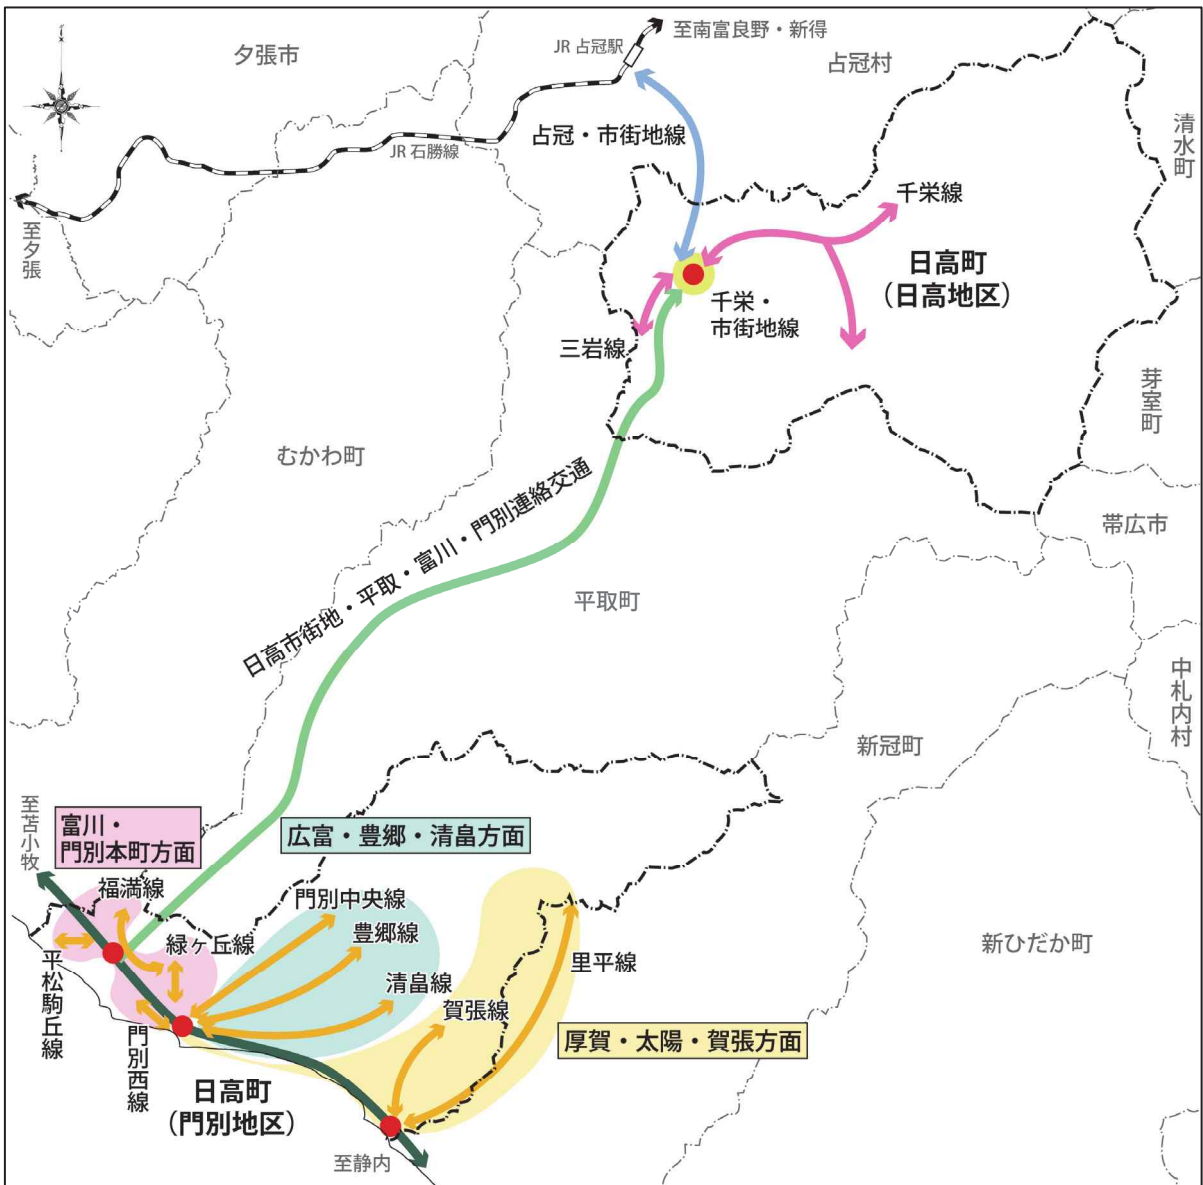 至南富良野・新得
JR 占冠駅
夕張市
占冠村
清水町
占冠・市街地線
JR 石勝線
千栄線
至夕張
日高町
（日高地区）
千栄・
市街地線
三岩線
芽室町
むかわ町
帯広市
日高市街地・平取・富川・門別連絡交通
平取町
中札内村
新冠町
至苫小牧
富川・
門別本町方面
広富・豊郷・清畠方面
福満線
門別中央線
豊郷線
緑ヶ丘線
新ひだか町
里平線
清畠線
賀張線
平松駒丘線
門別西線
厚賀・太陽・賀張方面
日高町
（門別地区）
至静内